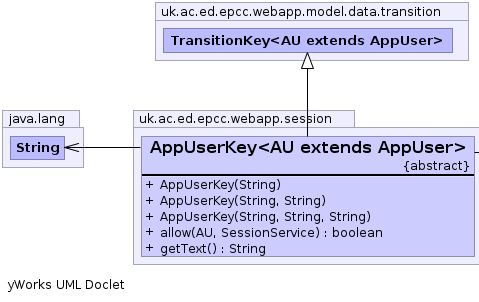 uk.ac.ed.epcc.webapp.model.data.transition
TransitionKey<AU extends AppUser>
java.lang
String
uk.ac.ed.epcc.webapp.session
AppUserKey<AU extends AppUser>
{abstract}
+ AppUserKey(String)
+ AppUserKey(String, String)
+ AppUserKey(String, String, String)
+ allow(AU, SessionService) : boolean
+ getText() : String
yWorks UML Doclet